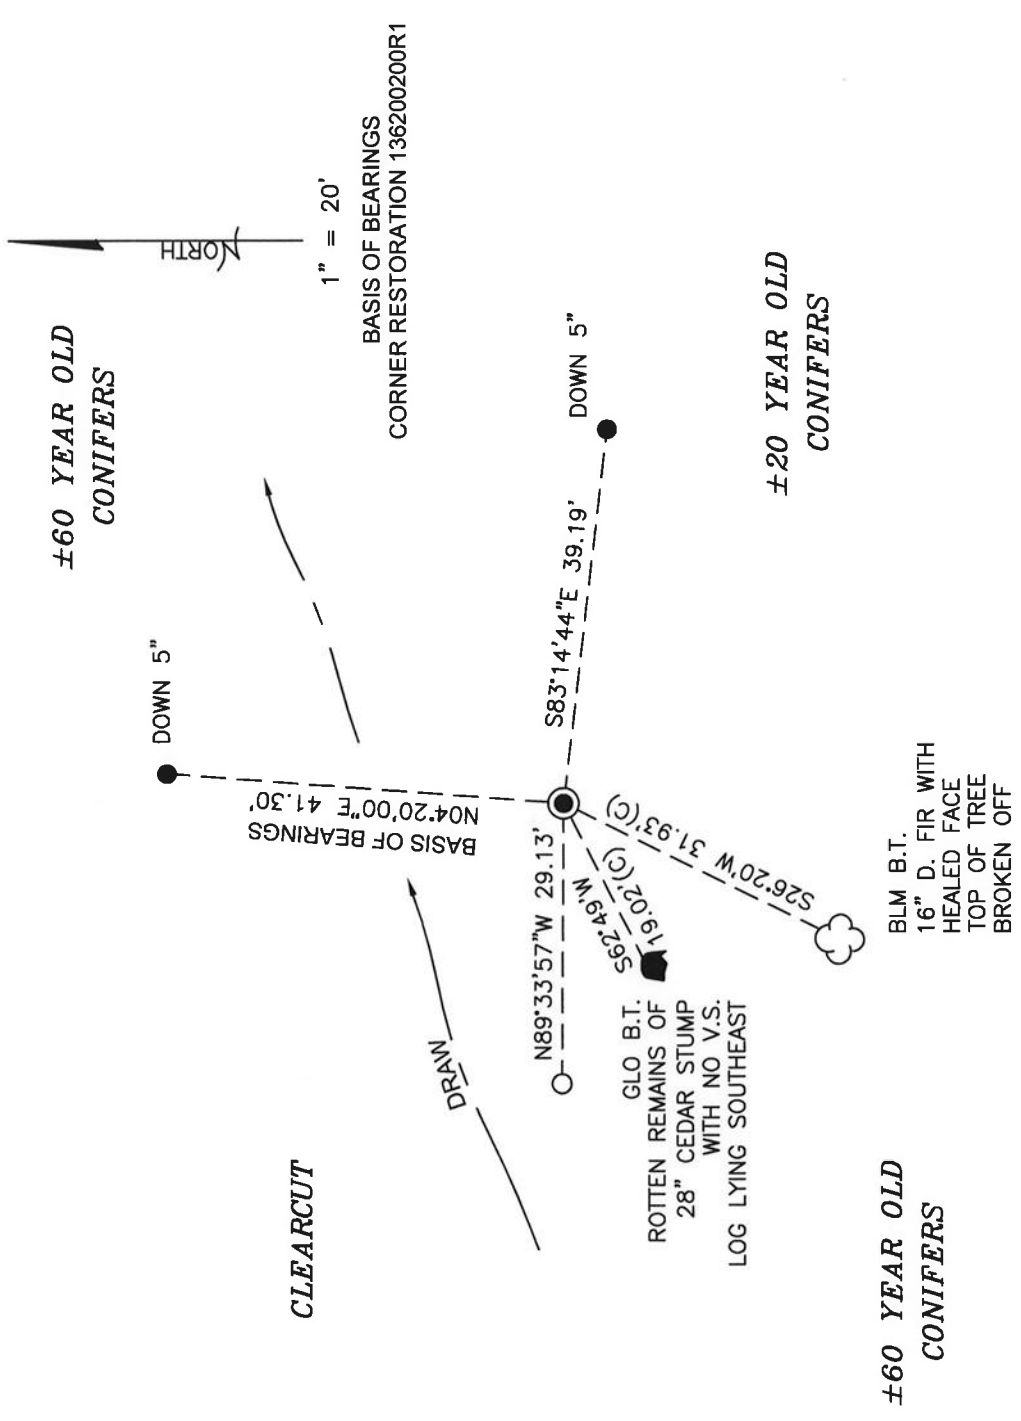 NORTH
1" = 20'
BASIS OF BEARINGS
CORNER RESTORATION 136200200R1
±60 YEAR OLD
CONIFERS
DOWN 5"
BASIS OF BEARINGS
N04°20'00"E 41.30'
DRAW
CLEARCUT
S83°14'44"E 39.19'
DOWN 5"
N89°33'57"W 29.13'
S62°49'W
19.02'(C)
S26°20'W 31.93'(C)
GLO B.T.
ROTTEN REMAINS OF
28" CEDAR STUMP
WITH NO V.S.
LOG LYING SOUTHEAST
BLM B.T.
16" D. FIR WITH
HEALED FACE
TOP OF TREE
BROKEN OFF
±20 YEAR OLD
CONIFERS
±60 YEAR OLD
CONIFERS